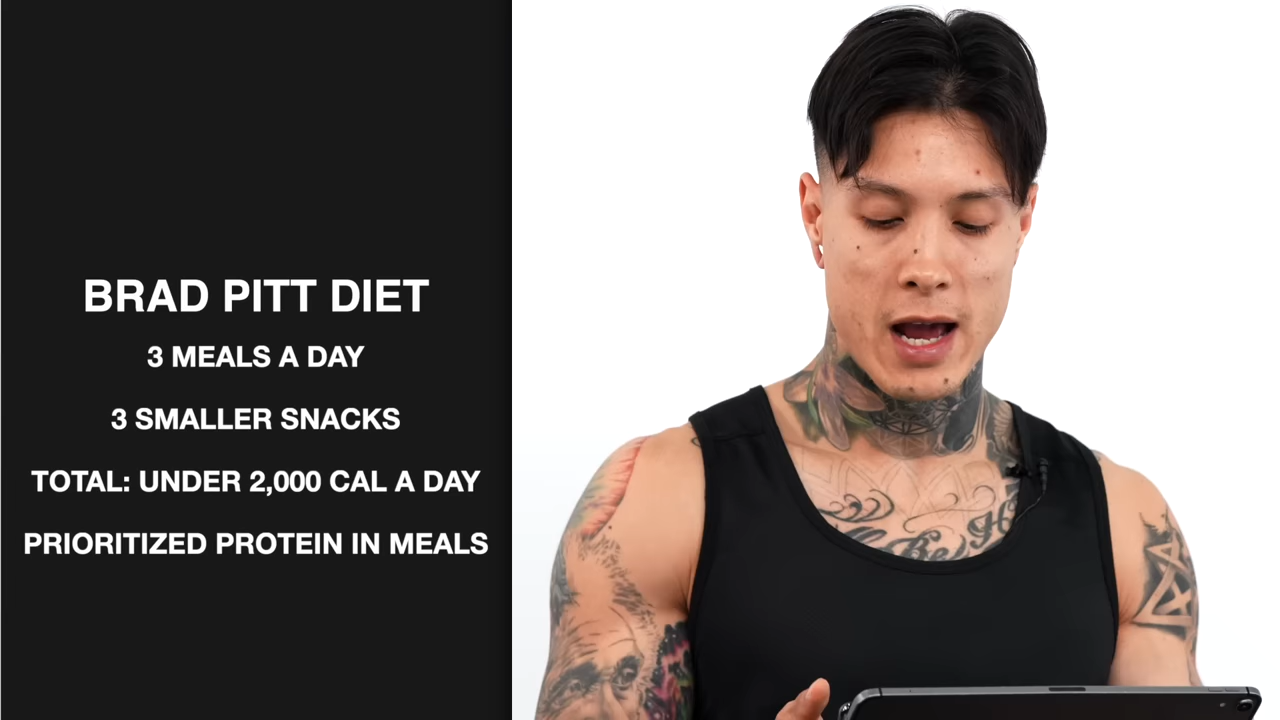 BRAD PITT DIET
3 MEALS A DAY
3 SMALLER SNACKS
TOTAL: UNDER 2,000 CAL A DAY
PRIORITIZED PROTEIN IN MEALS